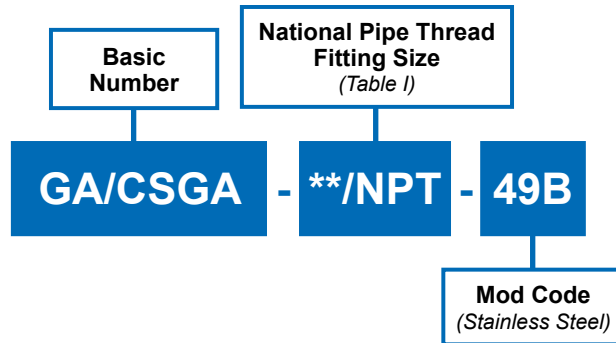 Basic
Number
National Pipe Thread
Fitting Size
(Table I)
GA/CSGA - **/NPT - 49B
Mod Code
(Stainless Steel)